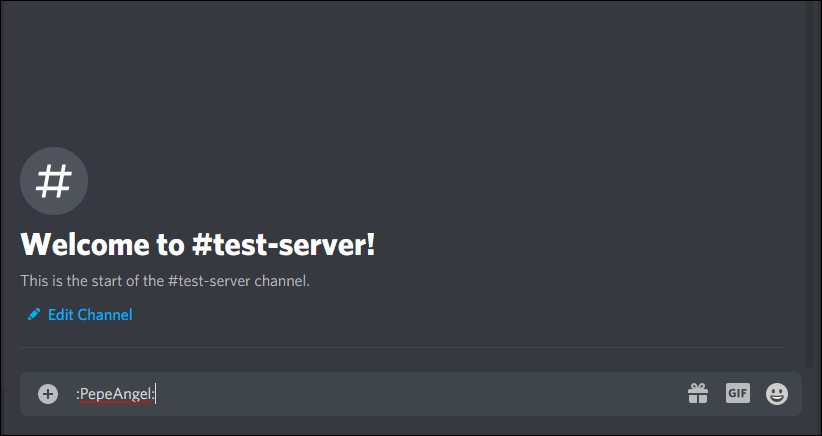 #
Welcome to #test-server!
This is the start of the #test-server channel.
Edit Channel
:PepeAngel:
GIF